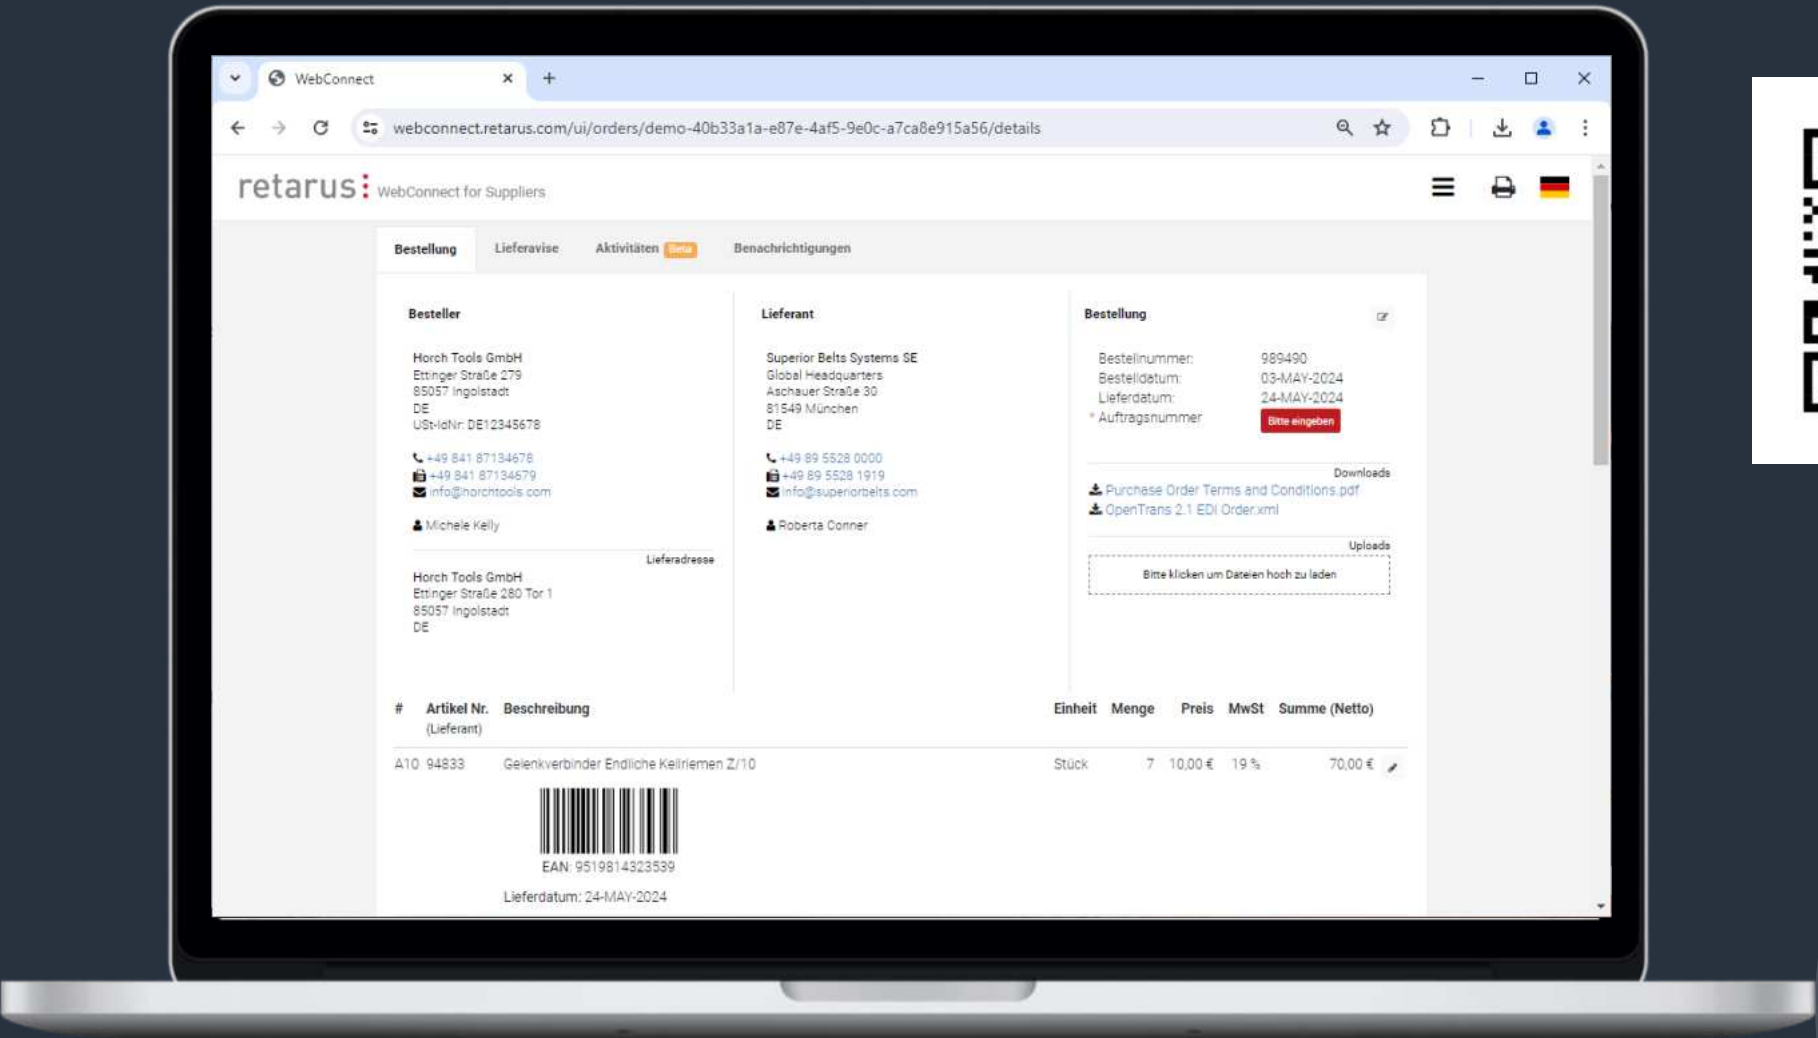 WebConnect
webconnect.retarus.com/ui/orders/demo-40b33a1a-e87e-4af5-9e0c-a7ca8e915a56/details
retarus WebConnect for Suppliers
Bestellung Lieferavise Aktivitäten Beta Benachrichtigungen
Besteller
Horch Tools GmbH
Ettinger Straße 279
85057 Ingolstadt
DE
USt-IdNr: DE12345678
+49 841 87134678
+49 841 87134679
info@horchtools.com
Michele Kelly
Lieferadresse
Horch Tools GmbH
Ettinger Straße 280 Tor 1
85057 Ingolstadt
DE
Lieferant
Superior Belts Systems SE
Global Headquarters
Aschauer Straße 30
81549 München
DE
+49 89 5528 0000
+49 89 5528 1919
info@superiorbelts.com
Roberta Conner
Bestellung
Bestellnummer: 989490
Bestelldatum: 03-MAY-2024
Lieferdatum: 24-MAY-2024
* Auftragsnummer Bitte eingeben
Downloads
Purchase Order Terms and Conditions.pdf
OpenTrans 2.1 EDI Order.xml
Uploads
Bitte klicken um Dateien hoch zu laden
# Artikel Nr. Beschreibung Einheit Menge Preis MwSt Summe (Netto)
(Lieferant)
A10 94833 Gelenkverbinder Endliche Keilriemen Z/10 Stück 7 10,00 € 19 % 70,00 €
EAN: 9519814323539
Lieferdatum: 24-MAY-2024